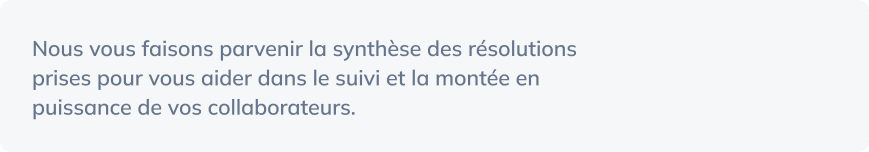 Nous vous faisons parvenir la synthèse des résolutions
prises pour vous aider dans le suivi et la montée en
puissance de vos collaborateurs.